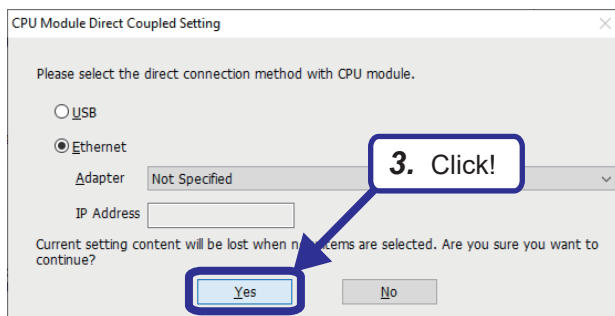 CPU Module Direct Coupled Setting
Please select the direct connection method with CPU module.
USB
Ethernet
3. Click!
Adapter Not Specified
IP Address
Current setting content will be lost when n items are selected. Are you sure you want to
continue?
Yes No